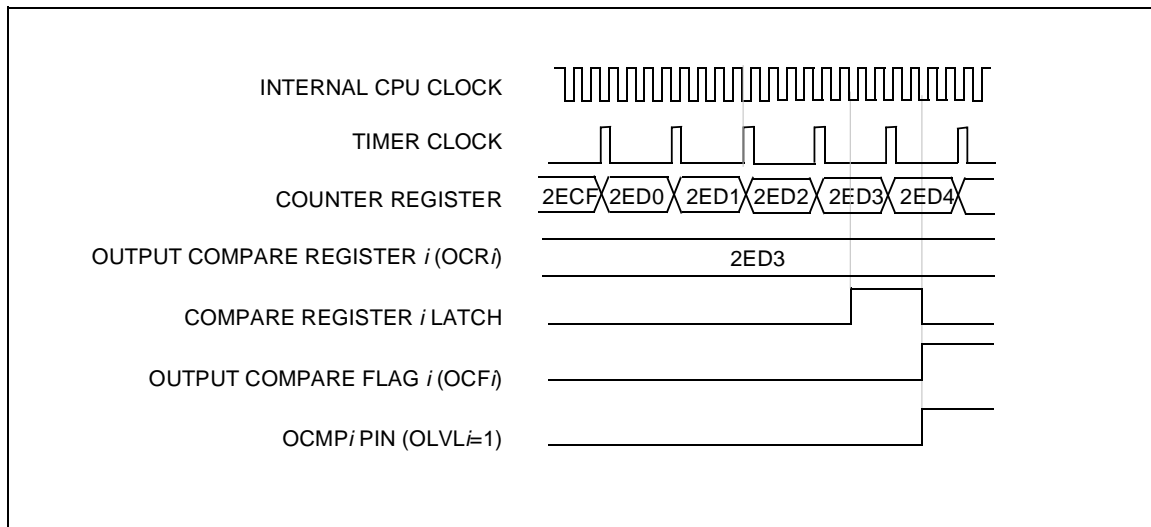 INTERNAL CPU CLOCK
TIMER CLOCK
COUNTER REGISTER
2ECF 2ED0 2ED1 2ED2 2ED3 2ED4
OUTPUT COMPARE REGISTER i (OCRi)
2ED3
COMPARE REGISTER i LATCH
OUTPUT COMPARE FLAG i (OCFi)
OCMPi PIN (OLVLi=1)